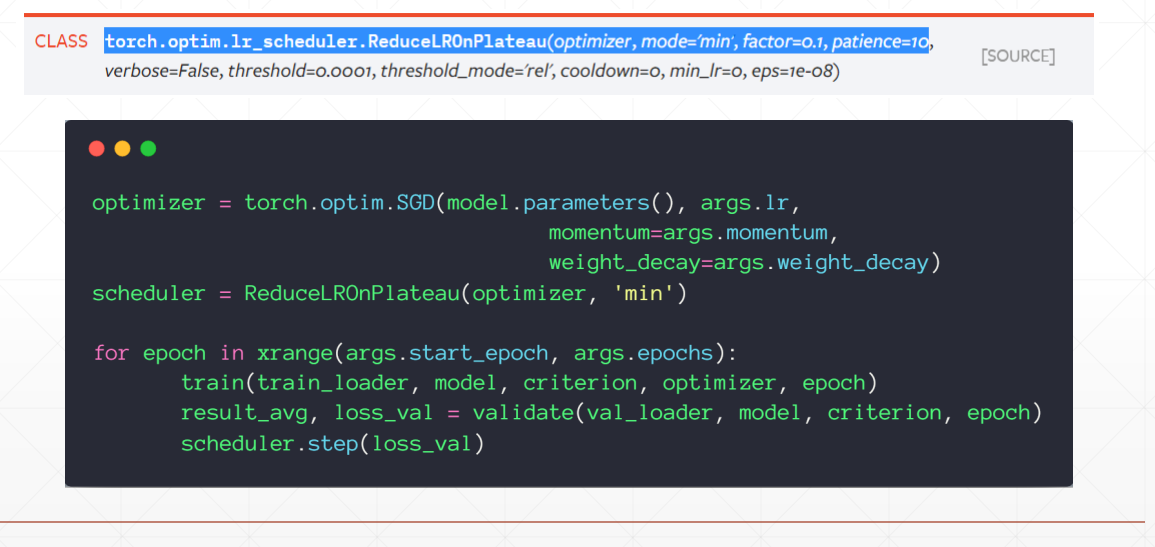 CLASS torch.optim.lr_scheduler.ReduceLROnPlateau(optimizer, mode='min', factor=0.1, patience=10,
verbose=False, threshold=0.0001, threshold_mode='rel', cooldown=0, min_lr=0, eps=1e-08)
[SOURCE]
optimizer = torch.optim.SGD(model.parameters(), args.lr,
momentum=args.momentum,
weight_decay=args.weight_decay)
scheduler = ReduceLROnPlateau(optimizer, 'min')
for epoch in xrange(args.start_epoch, args.epochs):
train(train_loader, model, criterion, optimizer, epoch)
result_avg, loss_val = validate(val_loader, model, criterion, epoch)
scheduler.step(loss_val)